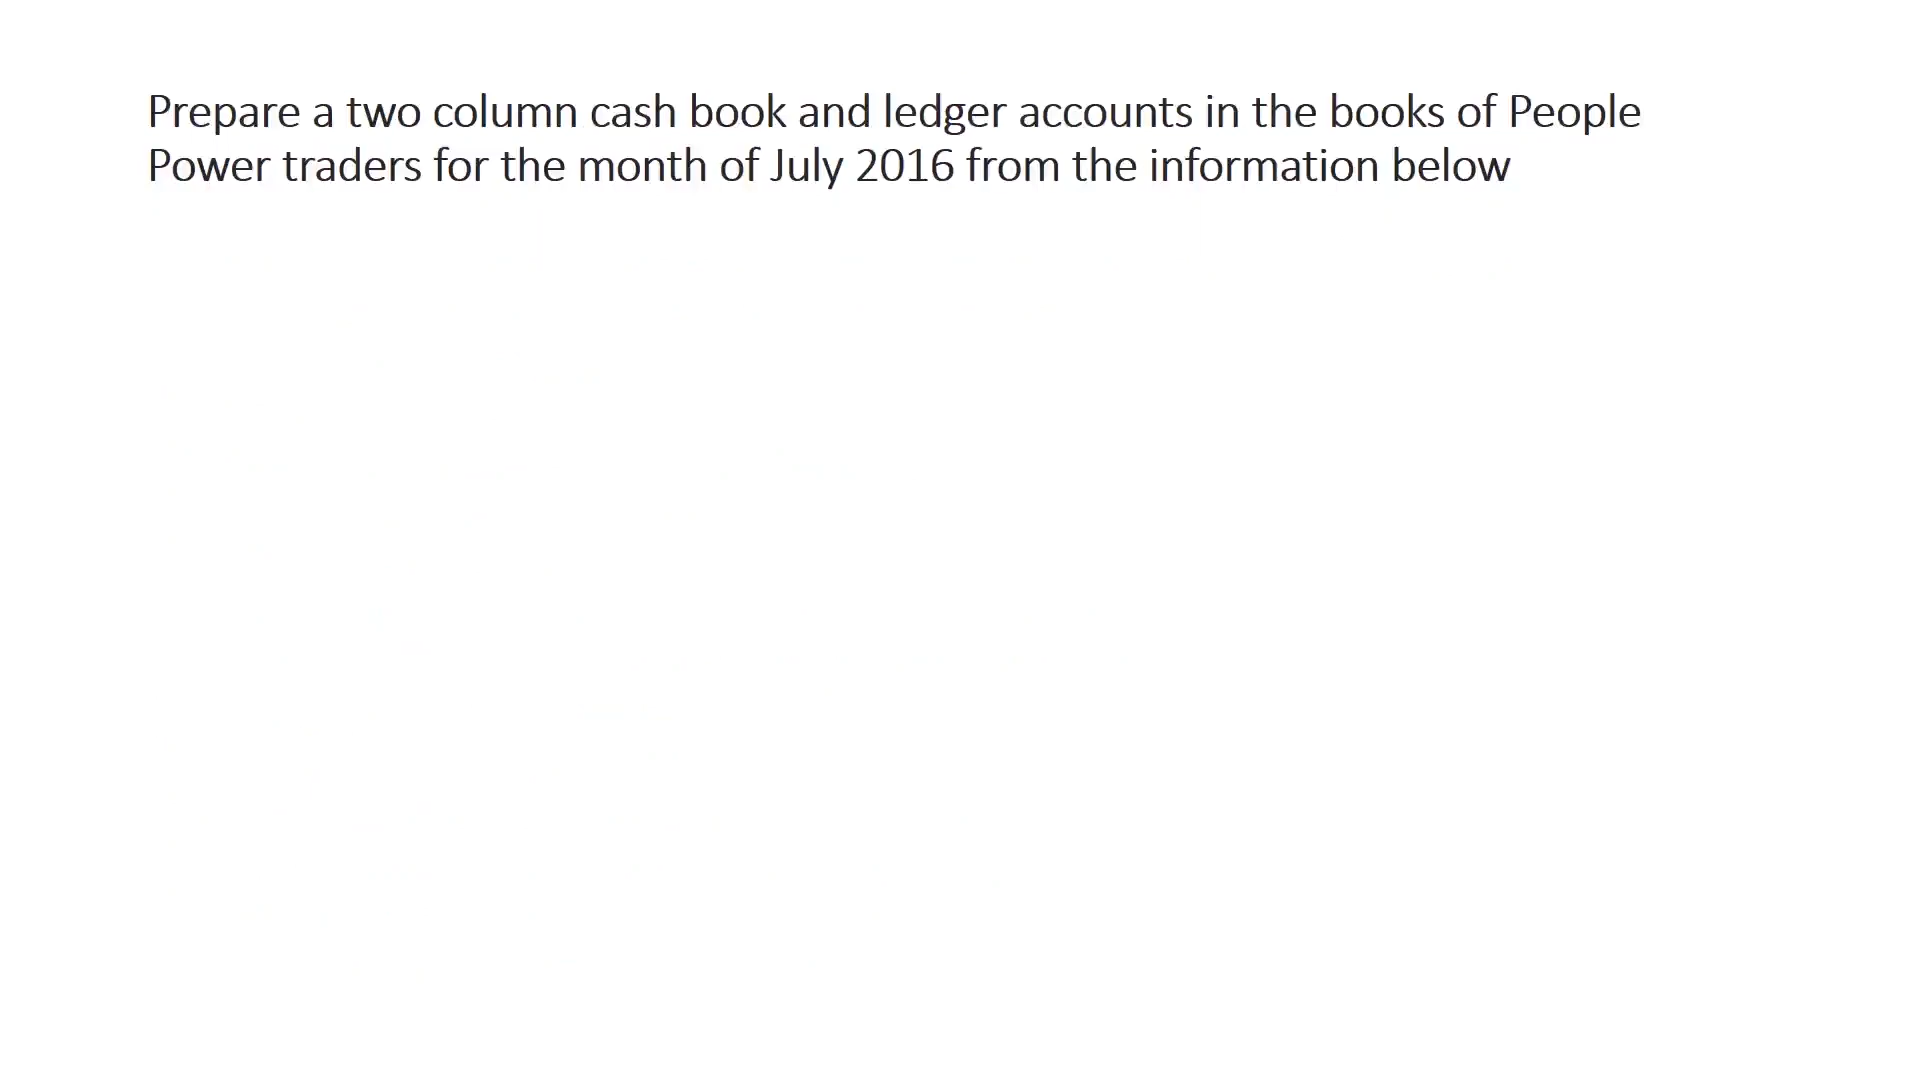 Prepare a two column cash book and ledger accounts in the books of People
Power traders for the month of July 2016 from the information below